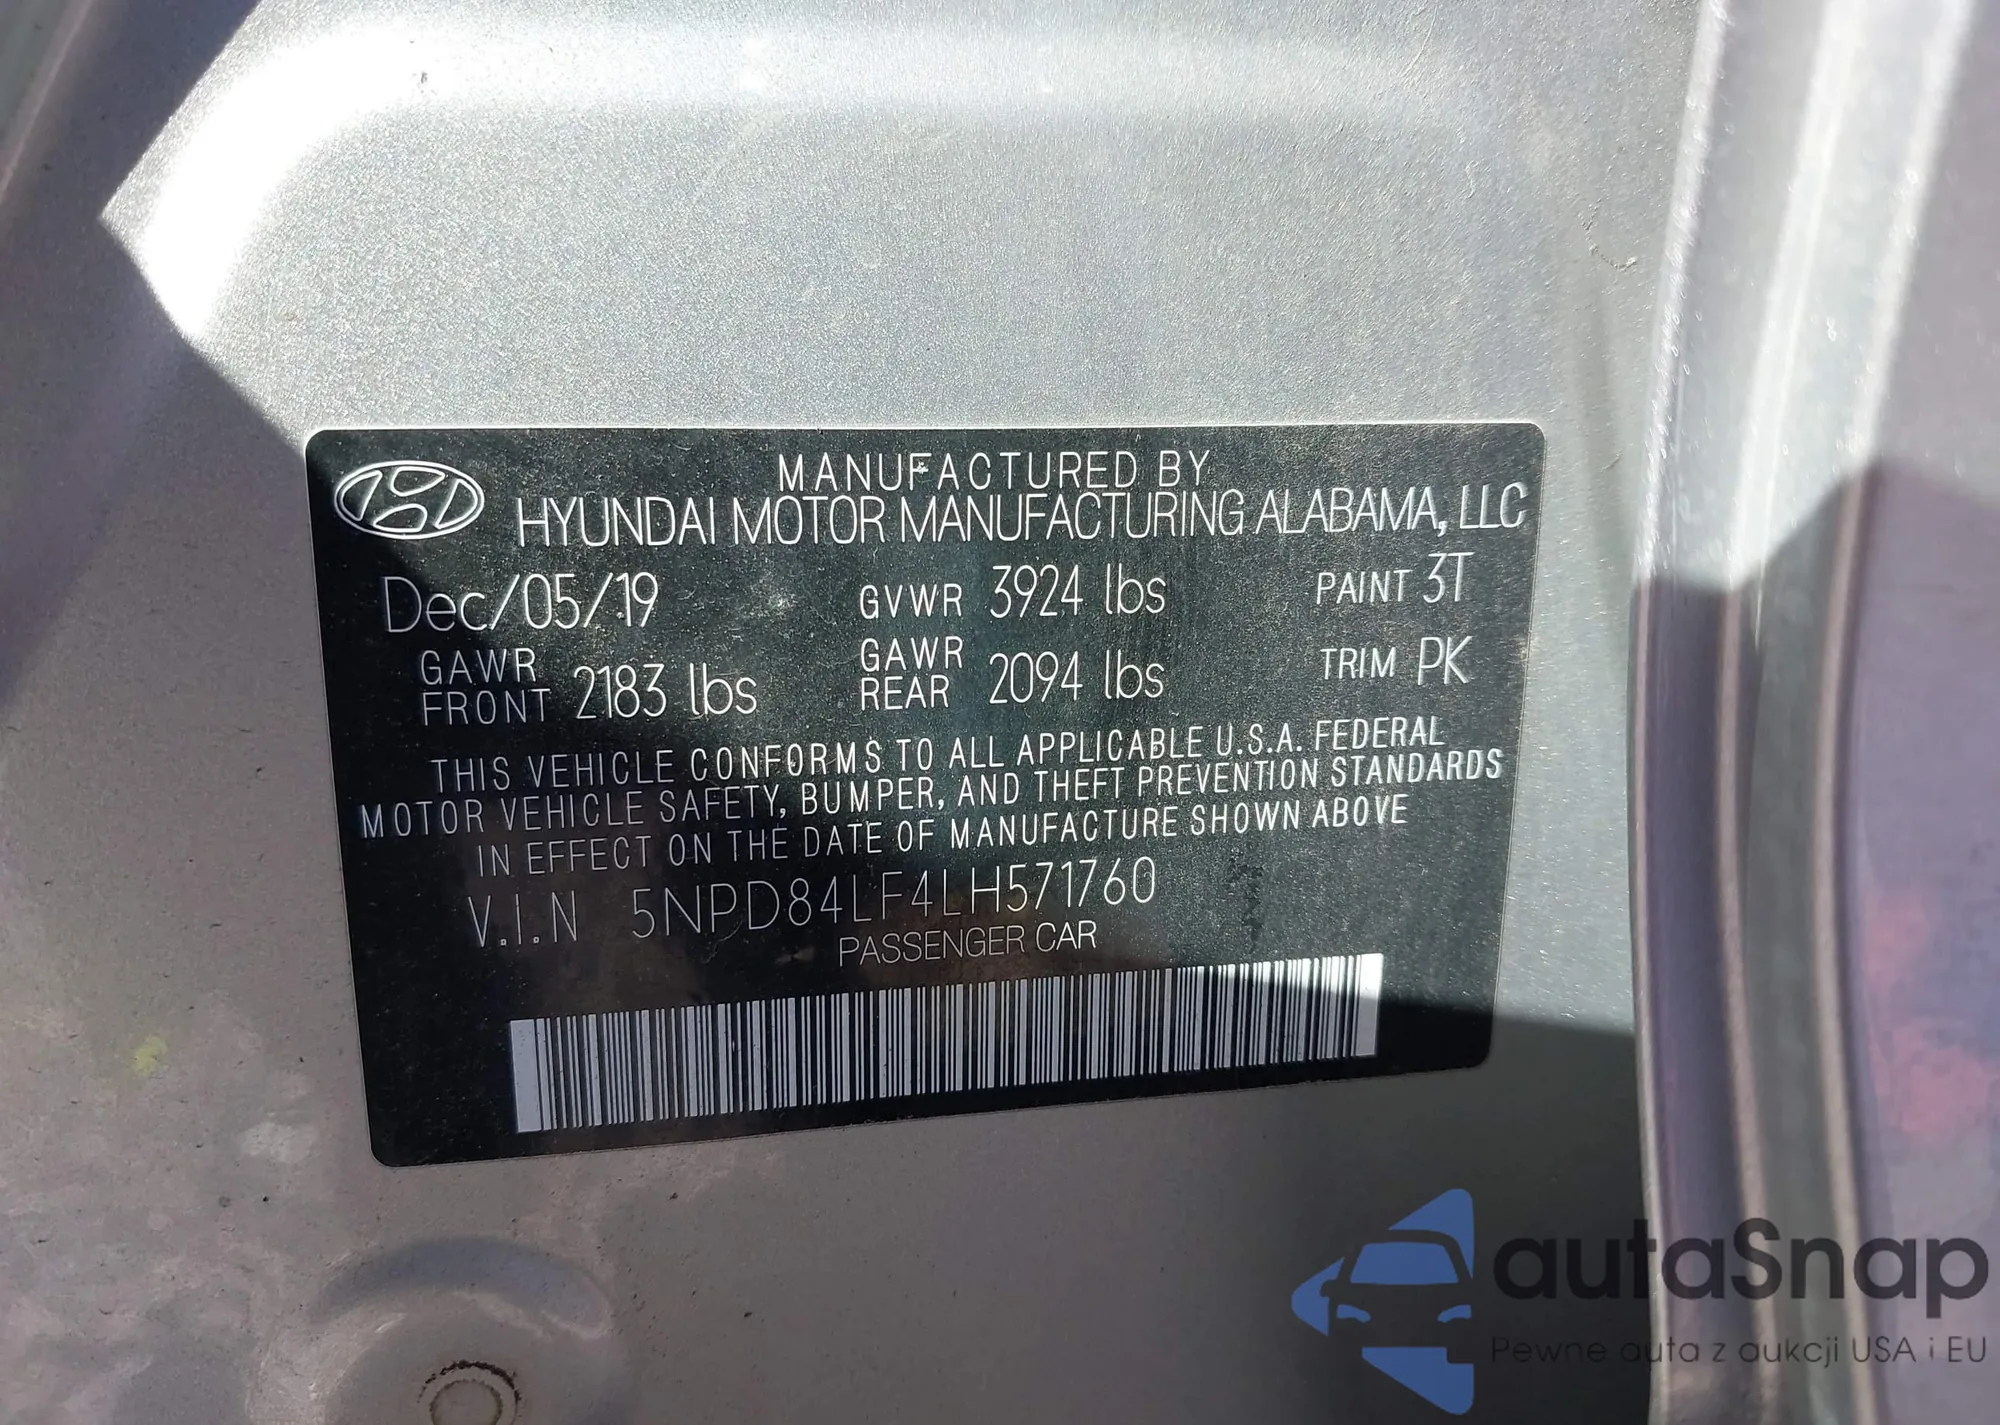 MANUFACTURED BY
HYUNDAI MOTOR MANUFACTURING ALABAMA, LLC
Dec/05/19 GVWR 3924 lbs PAINT 3T
GAWR FRONT 2183 lbs GAWR REAR 2094 lbs TRIM PK
THIS VEHICLE CONFORMS TO ALL APPLICABLE U.S.A. FEDERAL
MOTOR VEHICLE SAFETY, BUMPER, AND THEFT PREVENTION STANDARDS
IN EFFECT ON THE DATE OF MANUFACTURE SHOWN ABOVE
V.I.N 5NPD84LF4LH571760
PASSENGER CAR
autaSnap
Pewne auta z aukcji USA i EU